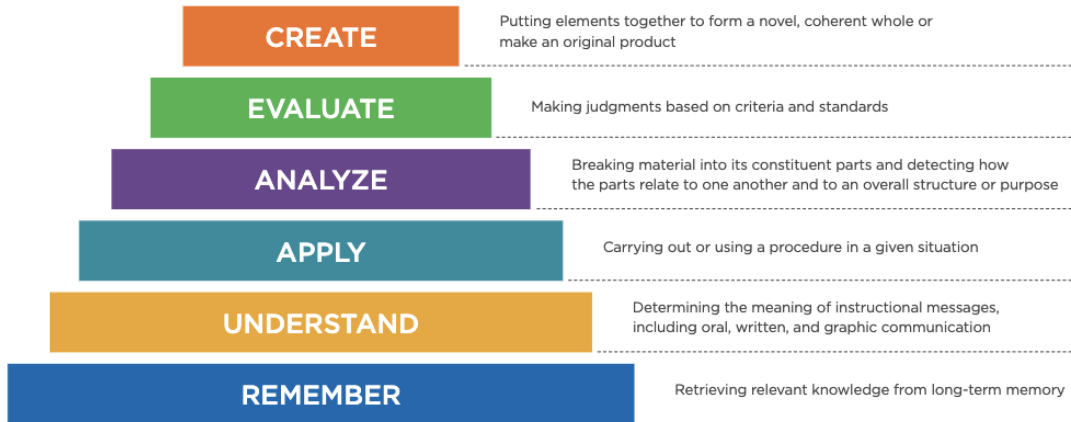 CREATE
Putting elements together to form a novel, coherent whole or
make an original product
EVALUATE
Making judgments based on criteria and standards
ANALYZE
Breaking material into its constituent parts and detecting how
the parts relate to one another and to an overall structure or purpose
APPLY
Carrying out or using a procedure in a given situation
UNDERSTAND
Determining the meaning of instructional messages,
including oral, written, and graphic communication
REMEMBER
Retrieving relevant knowledge from long-term memory